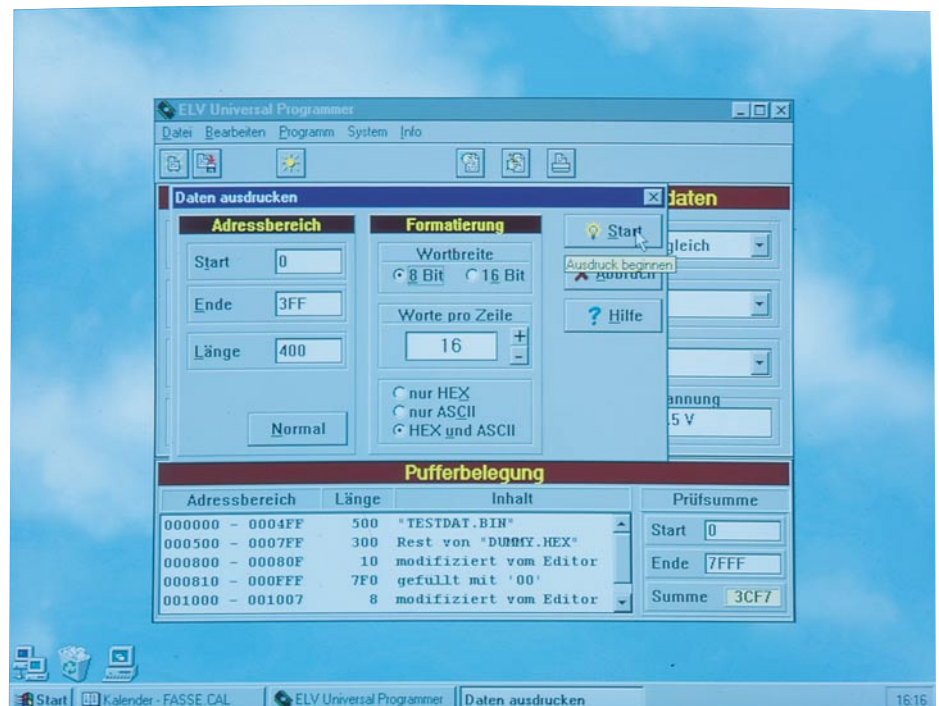 ELV Universal Programmer
Datei Bearbeiten Programm System Info
Daten ausdrucken
daten
Adressbereich
Start 0
Ende 3FF
Länge 400
Normal
Formatierung
Wortbreite
8 Bit 16 Bit
Worte pro Zeile
16 + -
nur HEX
nur ASCII
HEX und ASCII
Start
Ausdruck beginnen
Abbruch
? Hilfe
gleich
annung
.5 V
Pufferbelegung
Adressbereich Länge Inhalt
000000 - 0004FF 500 "TESTDAT.BIN"
000500 - 0007FF 300 Rest von "DUMMY.HEX"
000800 - 00080F 10 modifiziert vom Editor
000810 - 000FFF 7F0 gefullt mit '00'
001000 - 001007 8 modifiziert vom Editor
Prüfsumme
Start 0
Ende 7FFF
Summe 3CF7
Start Kalender - FASSE.CAL ELV Universal Programmer Daten ausdrucken 16:16